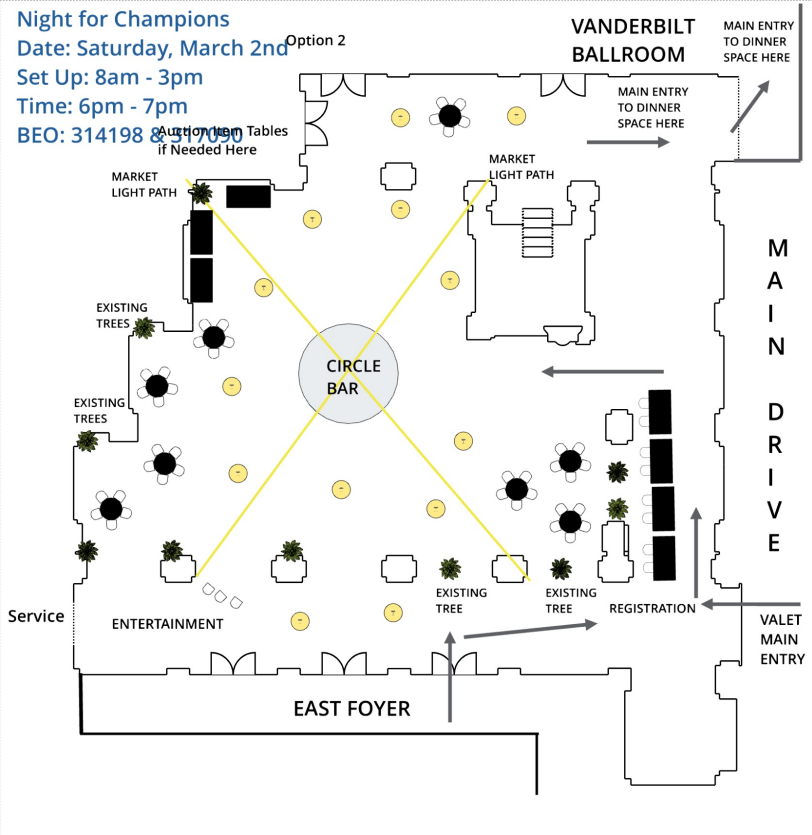 Night for Champions
Date: Saturday, March 2nd
Option 2
Set Up: 8am - 3pm
Time: 6pm - 7pm
BEO: 314198 & 317090
Auction Item Tables
if Needed Here
VANDERBILT
BALLROOM
MAIN ENTRY
TO DINNER
SPACE HERE
MAIN ENTRY
TO DINNER
SPACE HERE
MARKET
LIGHT PATH
MARKET
LIGHT PATH
EXISTING
TREES
EXISTING
TREES
CIRCLE
BAR
MAIN
DRIVE
EXISTING
TREE
EXISTING
TREE
REGISTRATION
Service
ENTERTAINMENT
VALET
MAIN
ENTRY
EAST FOYER